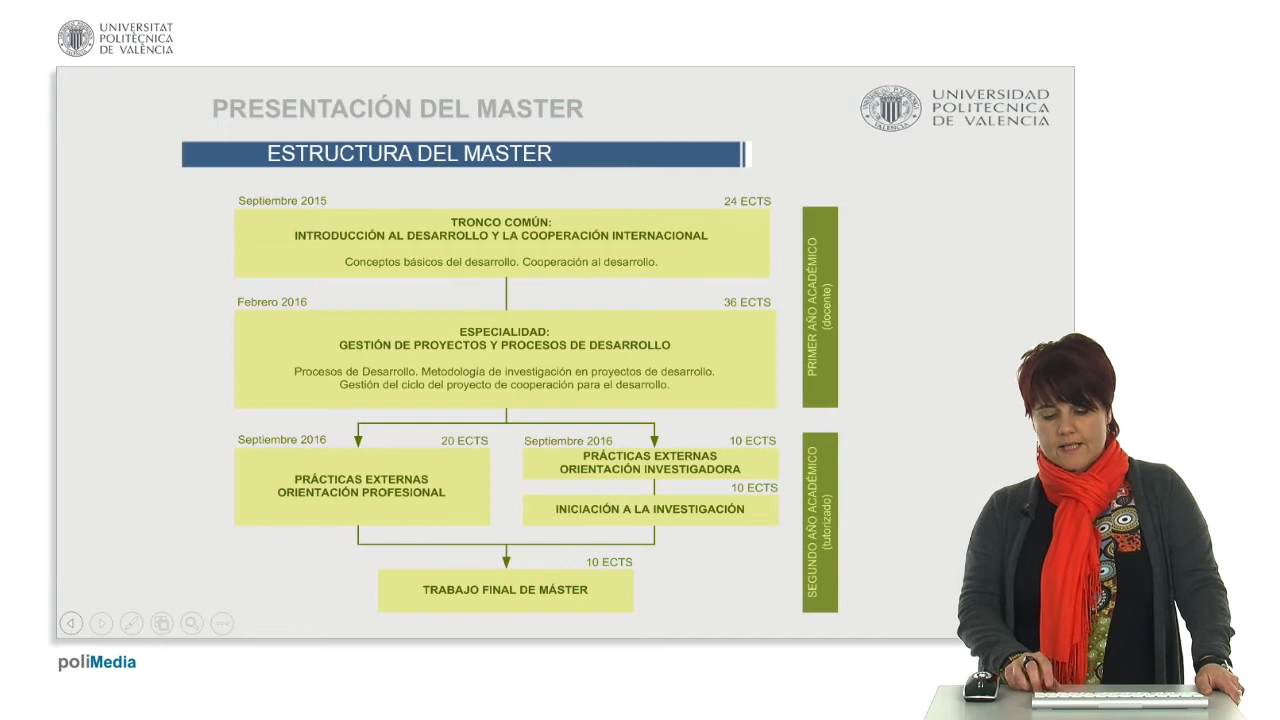 UNIVERSITAT
POLITÈCNICA
DE VALÈNCIA
PRESENTACIÓN DEL MASTER
UNIVERSIDAD
POLITECNICA
DE VALENCIA
ESTRUCTURA DEL MASTER
Septiembre 2015
24 ECTS
TRONCO COMÚN:
INTRODUCCIÓN AL DESARROLLO Y LA COOPERACIÓN INTERNACIONAL
Conceptos básicos del desarrollo. Cooperación al desarrollo.
Febrero 2016
36 ECTS
ESPECIALIDAD:
GESTIÓN DE PROYECTOS Y PROCESOS DE DESARROLLO
Procesos de Desarrollo. Metodología de investigación en proyectos de desarrollo.
Gestión del ciclo del proyecto de cooperación para el desarrollo.
PRIMER AÑO ACADÉMICO
(docente)
Septiembre 2016
20 ECTS
PRÁCTICAS EXTERNAS
ORIENTACIÓN PROFESIONAL
Septiembre 2016
10 ECTS
PRÁCTICAS EXTERNAS
ORIENTACIÓN INVESTIGADORA
10 ECTS
INICIACIÓN A LA INVESTIGACIÓN
10 ECTS
TRABAJO FINAL DE MÁSTER
SEGUNDO AÑO ACADÉMICO
(tutorizado)
poliMedia